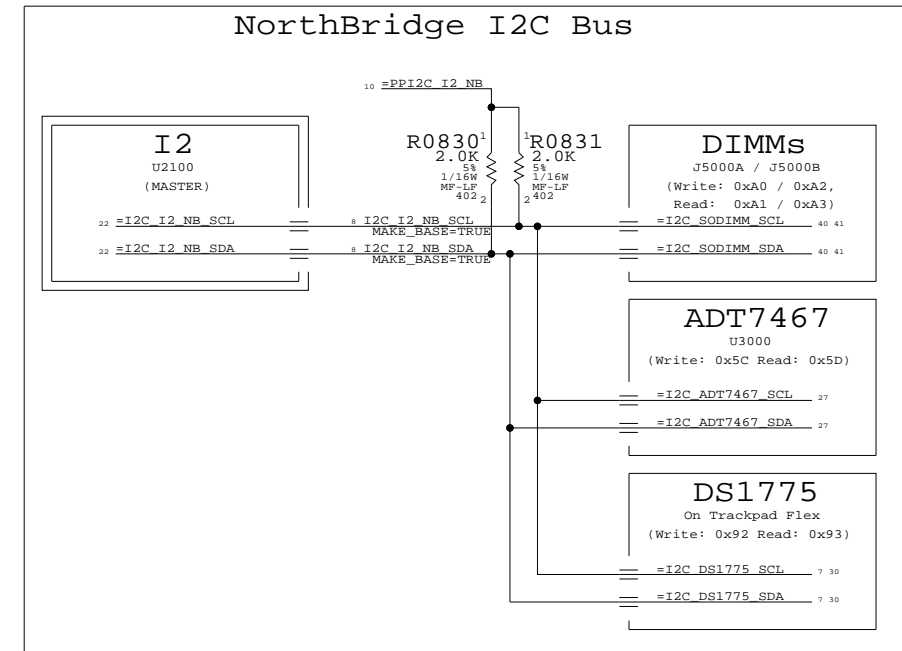 NorthBridge I2C Bus
10 =PPI2C_I2_NB
I2
U2100
(MASTER)
22 =I2C_I2_NB_SCL
22 =I2C_I2_NB_SDA
R0830
1
2.0K
5%
1/16W
MF-LF
402
2
1
R0831
2.0K
5%
1/16W
MF-LF
402
2
8 I2C_I2_NB_SCL
MAKE_BASE=TRUE
8 I2C_I2_NB_SDA
MAKE_BASE=TRUE
DIMMs
J5000A / J5000B
(Write: 0xA0 / 0xA2,
Read: 0xA1 / 0xA3)
=I2C_SODIMM_SCL 40 41
=I2C_SODIMM_SDA 40 41
ADT7467
U3000
(Write: 0x5C Read: 0x5D)
=I2C_ADT7467_SCL 27
=I2C_ADT7467_SDA 27
DS1775
On Trackpad Flex
(Write: 0x92 Read: 0x93)
=I2C_DS1775_SCL 7 30
=I2C_DS1775_SDA 7 30